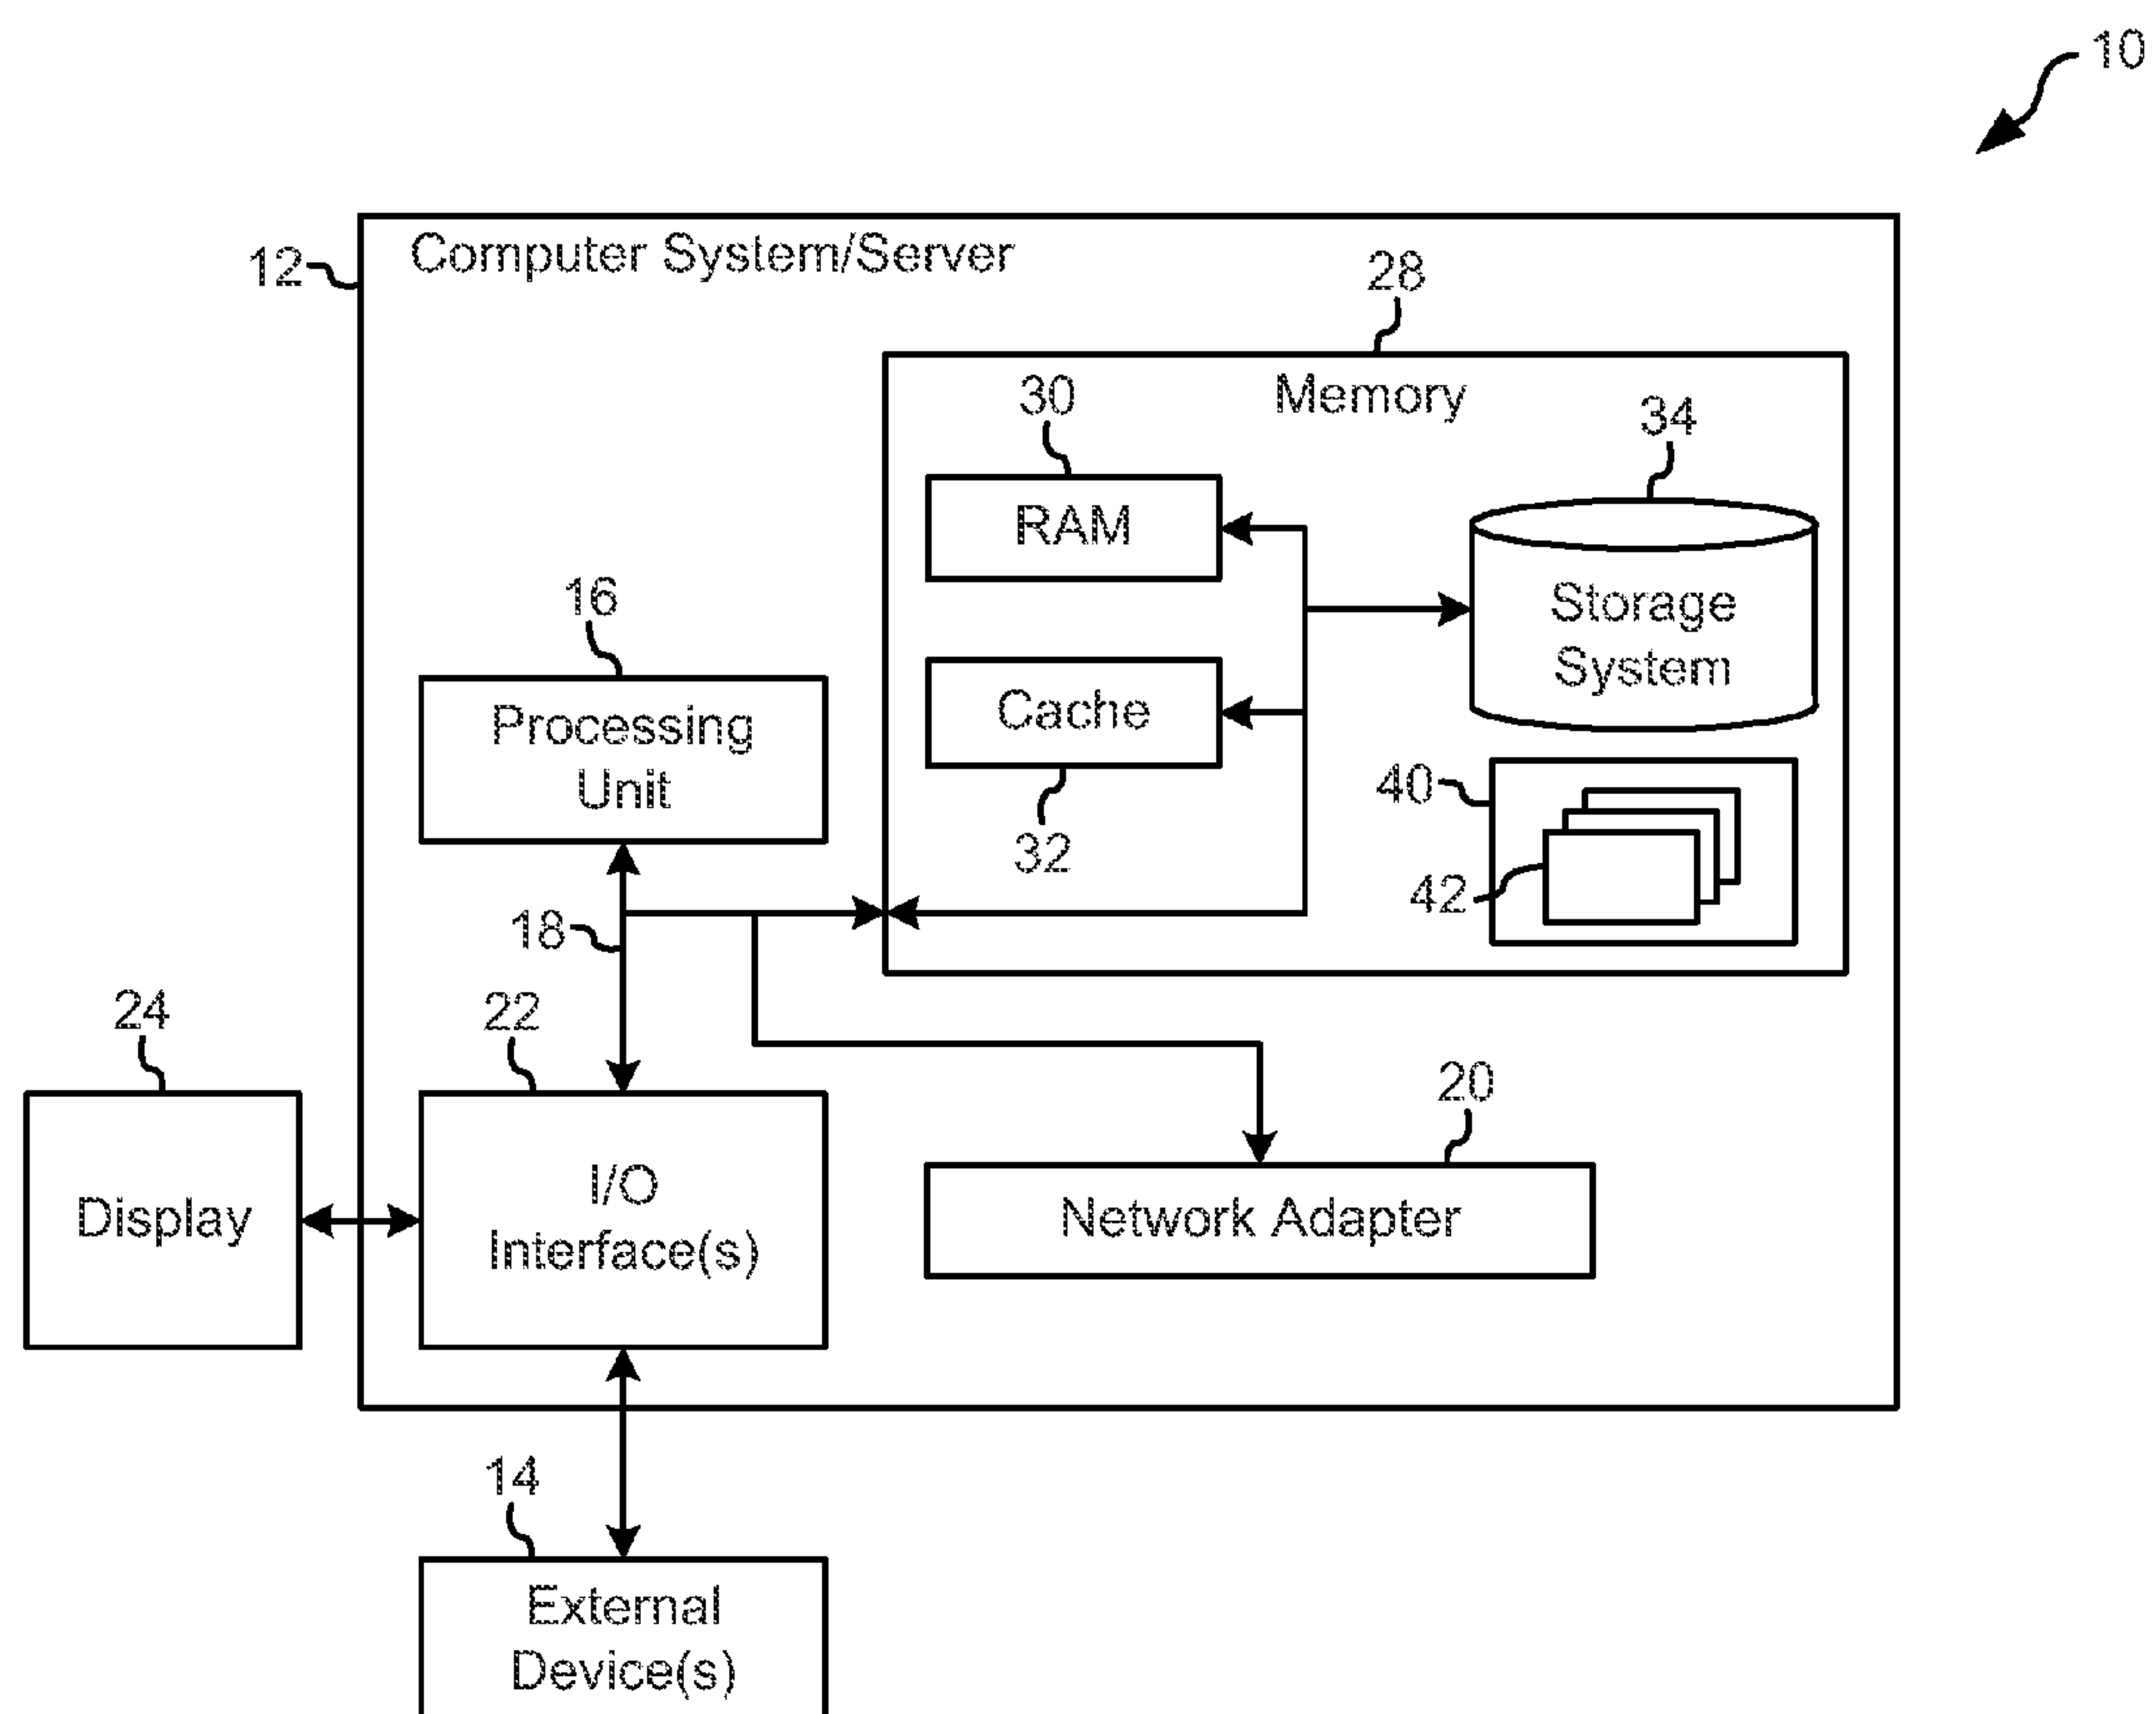 10
12
Computer System/Server
28
Memory
30
34
RAM
Storage
System
16
Processing
Unit
Cache
32
40
42
18
24
22
20
Display
I/O
Interface(s)
Network Adapter
14
External
Device(s)